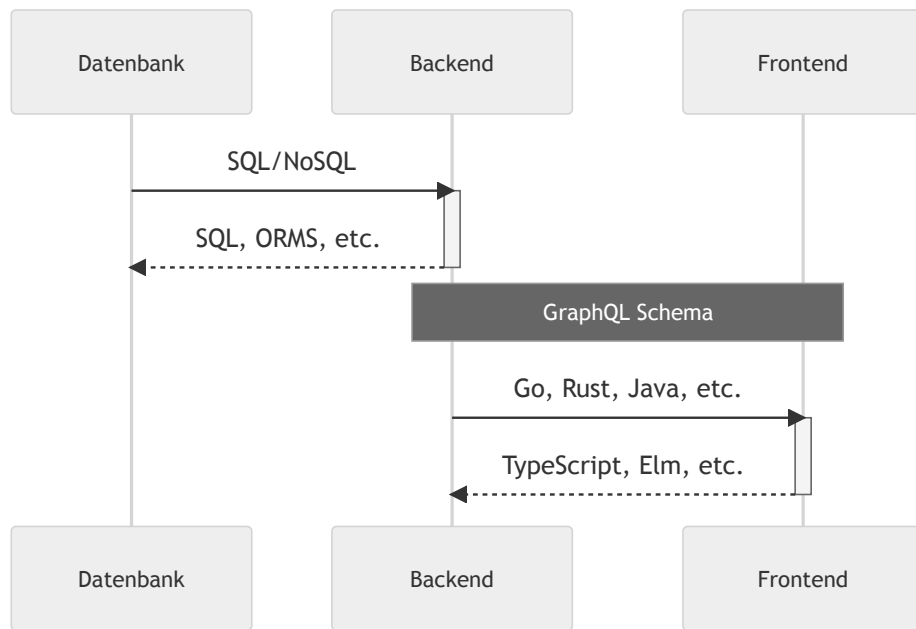 Datenbank
Backend
Frontend
SQL/NoSQL
SQL, ORMS, etc.
GraphQL Schema
Go, Rust, Java, etc.
TypeScript, Elm, etc.
Datenbank
Backend
Frontend